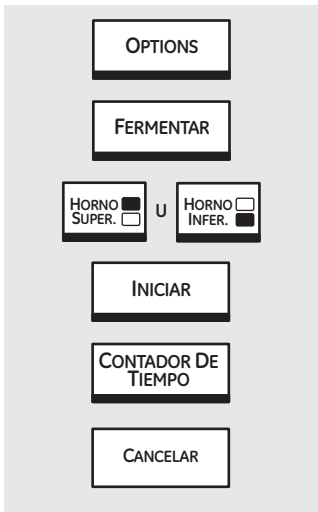 OPTIONS
FERMENTAR
HORNO SUPER. U HORNO INFER.
INICIAR
CONTADOR DE
TIEMPO
CANCELAR